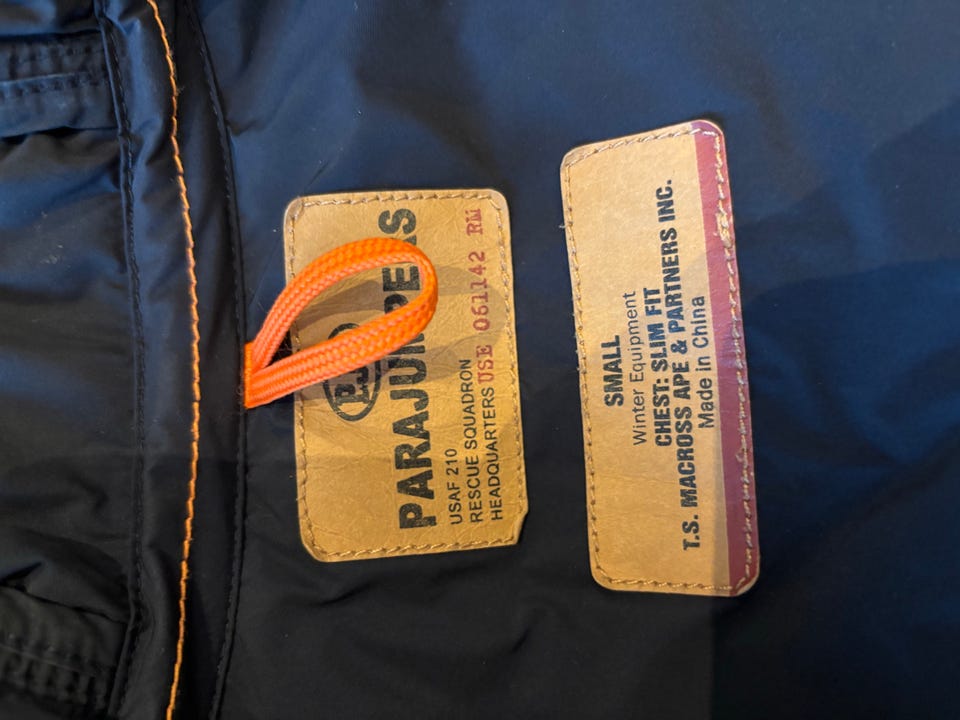 PJS
PARAJUMPERS
USAF 210
RESCUE SQUADRON
HEADQUARTERS USE 061142 RM
SMALL
Winter Equipment
CHEST: SLIM FIT
T.S. MACROSS APE & PARTNERS INC.
Made in China